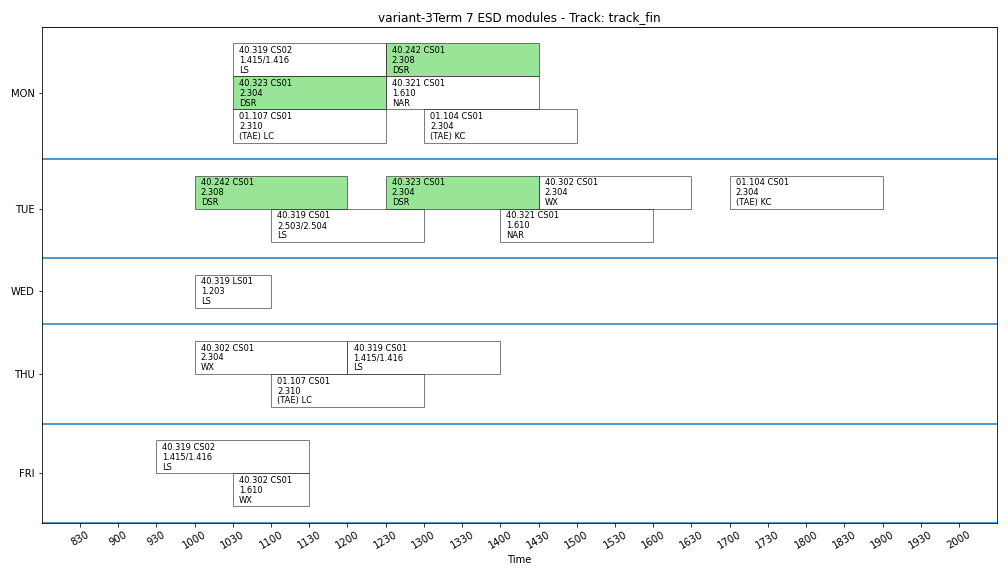 variant-3Term 7 ESD modules - Track: track_fin
MON
40.319 CS02
1.415/1.416
LS
40.242 CS01
2.308
DSR
40.323 CS01
2.304
DSR
40.321 CS01
1.610
NAR
01.107 CS01
2.310
(TAE) LC
01.104 CS01
2.304
(TAE) KC
TUE
40.242 CS01
2.308
DSR
40.323 CS01
2.304
DSR
40.302 CS01
2.304
WX
01.104 CS01
2.304
(TAE) KC
40.319 CS01
2.503/2.504
LS
40.321 CS01
1.610
NAR
WED
40.319 LS01
1.203
LS
THU
40.302 CS01
2.304
WX
40.319 CS01
1.415/1.416
LS
01.107 CS01
2.310
(TAE) LC
FRI
40.319 CS02
1.415/1.416
LS
40.302 CS01
1.610
WX
830 900 930 1000 1030 1100 1130 1200 1230 1300 1330 1430 1500 1600 1630 1700 1730 1800 1830 1900 1930 2000
Time